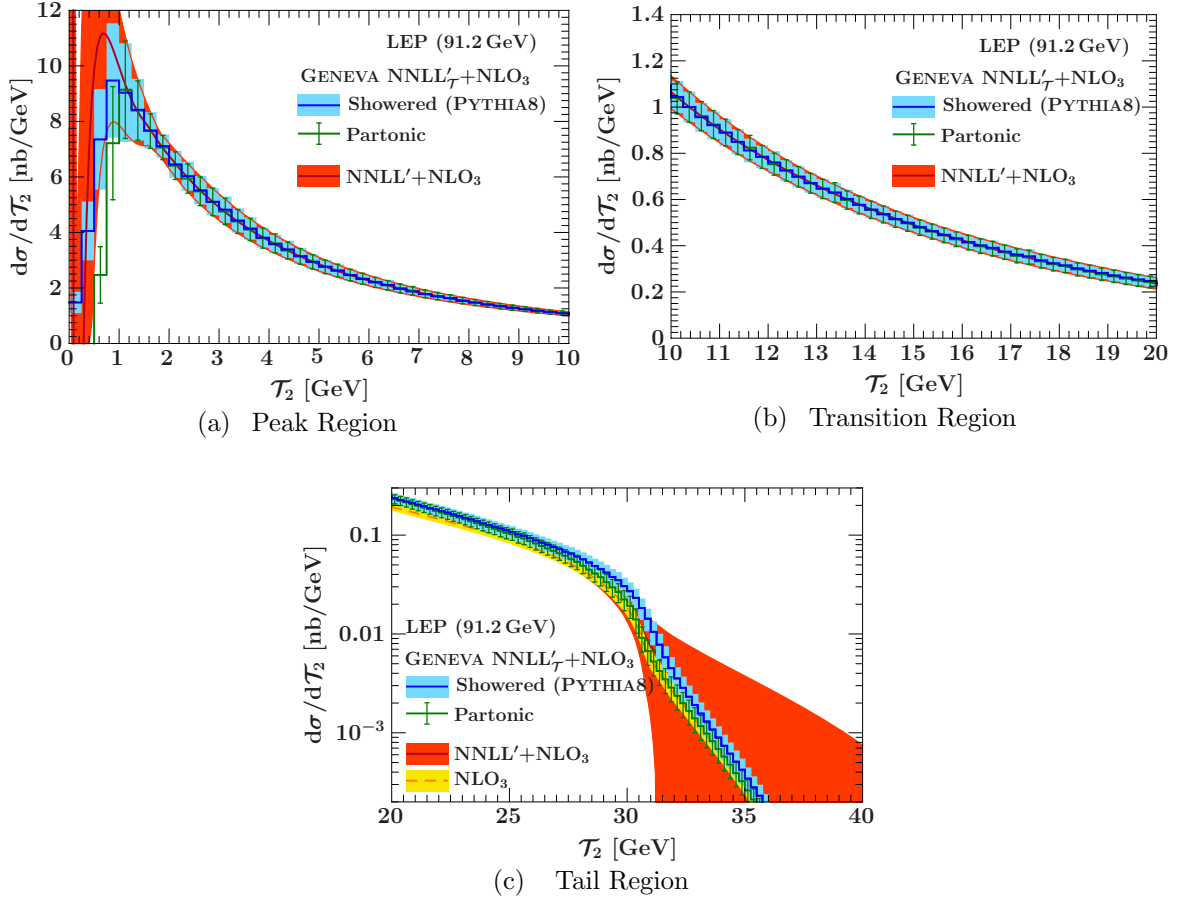 14
12
10
8
6
4
2
0
dσ/d𝒯₂ [nb/GeV]
LEP (91.2 GeV)
GENEVA NNLL′𝒯+NLO₃
Showered (PYTHIA8)
Partonic
NNLL′+NLO₃
0 1 2 3 4 5 6 7 8 9 10
𝒯₂ [GeV]
(a) Peak Region
1.4
1.2
1
0.8
0.6
0.4
0.2
0
dσ/d𝒯₂ [nb/GeV]
LEP (91.2 GeV)
GENEVA NNLL′𝒯+NLO₃
Showered (PYTHIA8)
Partonic
NNLL′+NLO₃
10 11 12 13 14 15 16 17 18 19 20
𝒯₂ [GeV]
(b) Transition Region
0.1
0.01
10⁻³
dσ/d𝒯₂ [nb/GeV]
LEP (91.2 GeV)
GENEVA NNLL′𝒯+NLO₃
Showered (PYTHIA8)
Partonic
NNLL′+NLO₃
NLO₃
20 25 30 35 40
𝒯₂ [GeV]
(c) Tail Region